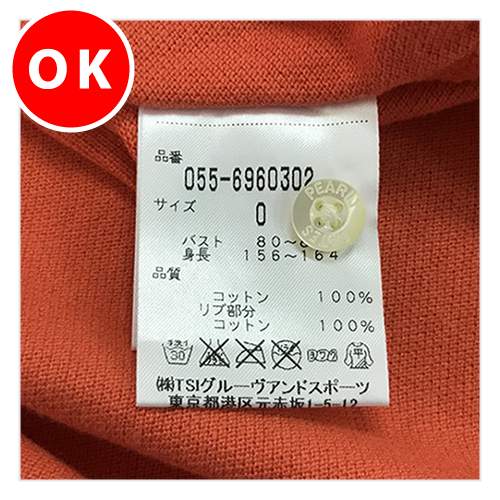 OK
品番
055-6960302
サイズ
0
バスト 80〜
身長 156〜164
品質
コットン 100%
リブ部分
コットン 100%
PEARL
30
平
㈱TSIグルーヴアンドスポーツ
東京都港区元赤坂1-5-12